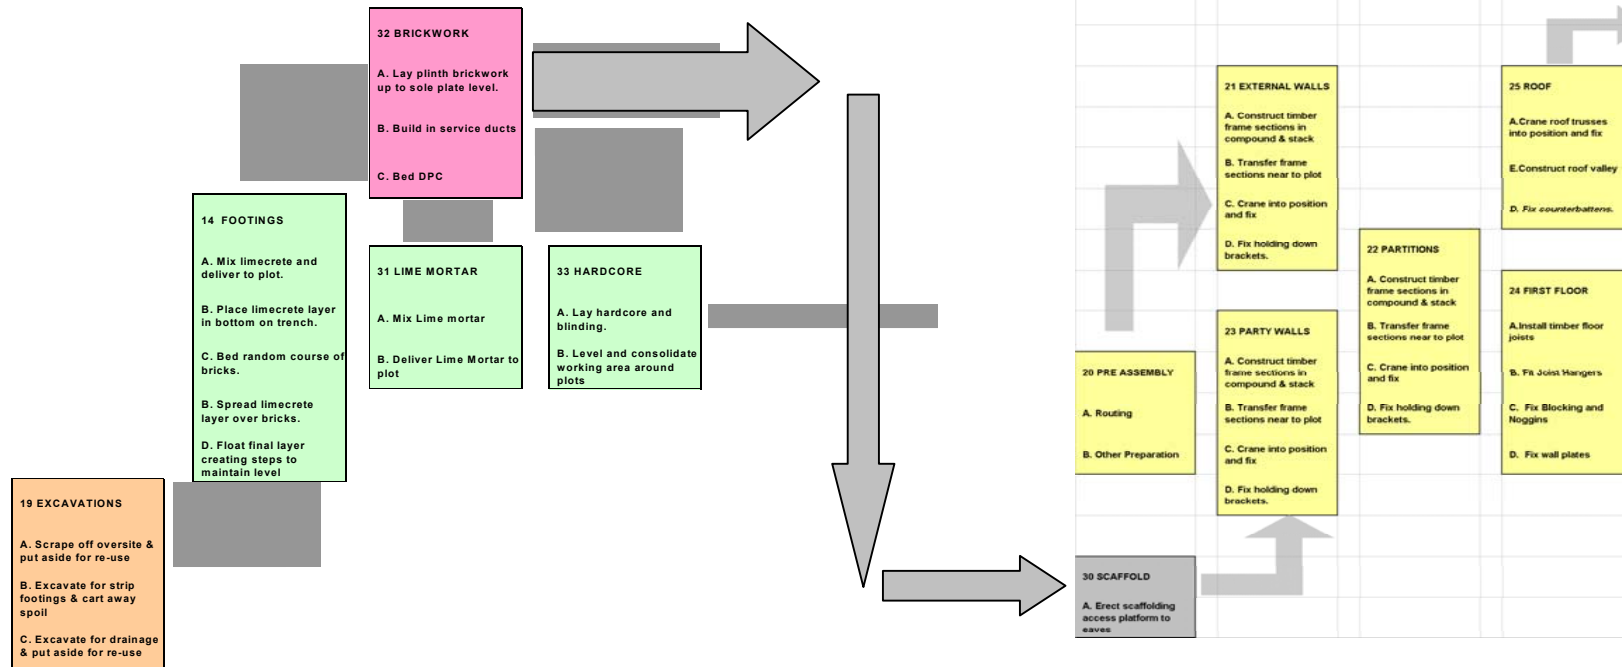 32 BRICKWORK
A. Lay plinth brickwork
up to sole plate level.
B. Build in service ducts
C. Bed DPC
14 FOOTINGS
A. Mix limecrete and
deliver to plot.
B. Place limecrete layer
in bottom on trench.
C. Bed random course of
bricks.
B. Spread limecrete
layer over bricks.
D. Float final layer
creating steps to
maintain level
31 LIME MORTAR
A. Mix Lime mortar
B. Deliver Lime Mortar to
plot
33 HARDCORE
A. Lay hardcore and
blinding.
B. Level and consolidate
working area around
plots
19 EXCAVATIONS
A. Scrape off oversite &
put aside for re-use
B. Excavate for strip
footings & cart away
spoil
C. Excavate for drainage
& put aside for re-use
20 PRE ASSEMBLY
A. Routing
B. Other Preparation
30 SCAFFOLD
A. Erect scaffolding
access platform to
eaves
21 EXTERNAL WALLS
A. Construct timber
frame sections in
compound & stack
B. Transfer frame
sections near to plot
C. Crane into position
and fix
D. Fix holding down
brackets.
23 PARTY WALLS
A. Construct timber
frame sections in
compound & stack
B. Transfer frame
sections near to plot
C. Crane into position
and fix
D. Fix holding down
brackets.
22 PARTITIONS
A. Construct timber
frame sections in
compound & stack
B. Transfer frame
sections near to plot
C. Crane into position
and fix
D. Fix holding down
brackets.
25 ROOF
A.Crane roof trusses
into position and fix
E.Construct roof valley
D. Fix counterbattens.
24 FIRST FLOOR
A.Install timber floor
joists
B. Fit Joist Hangers
C. Fix Blocking and
Noggins
D. Fix wall plates